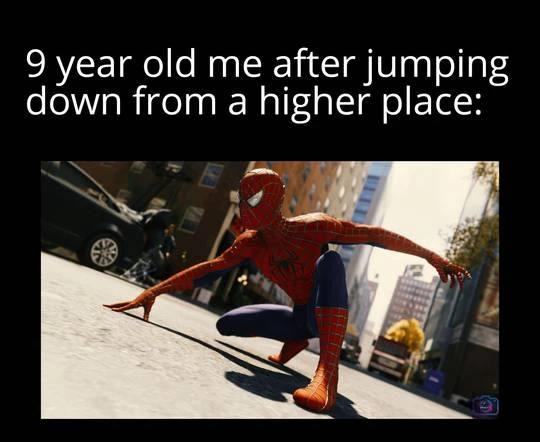 9 year old me after jumping
down from a higher place: